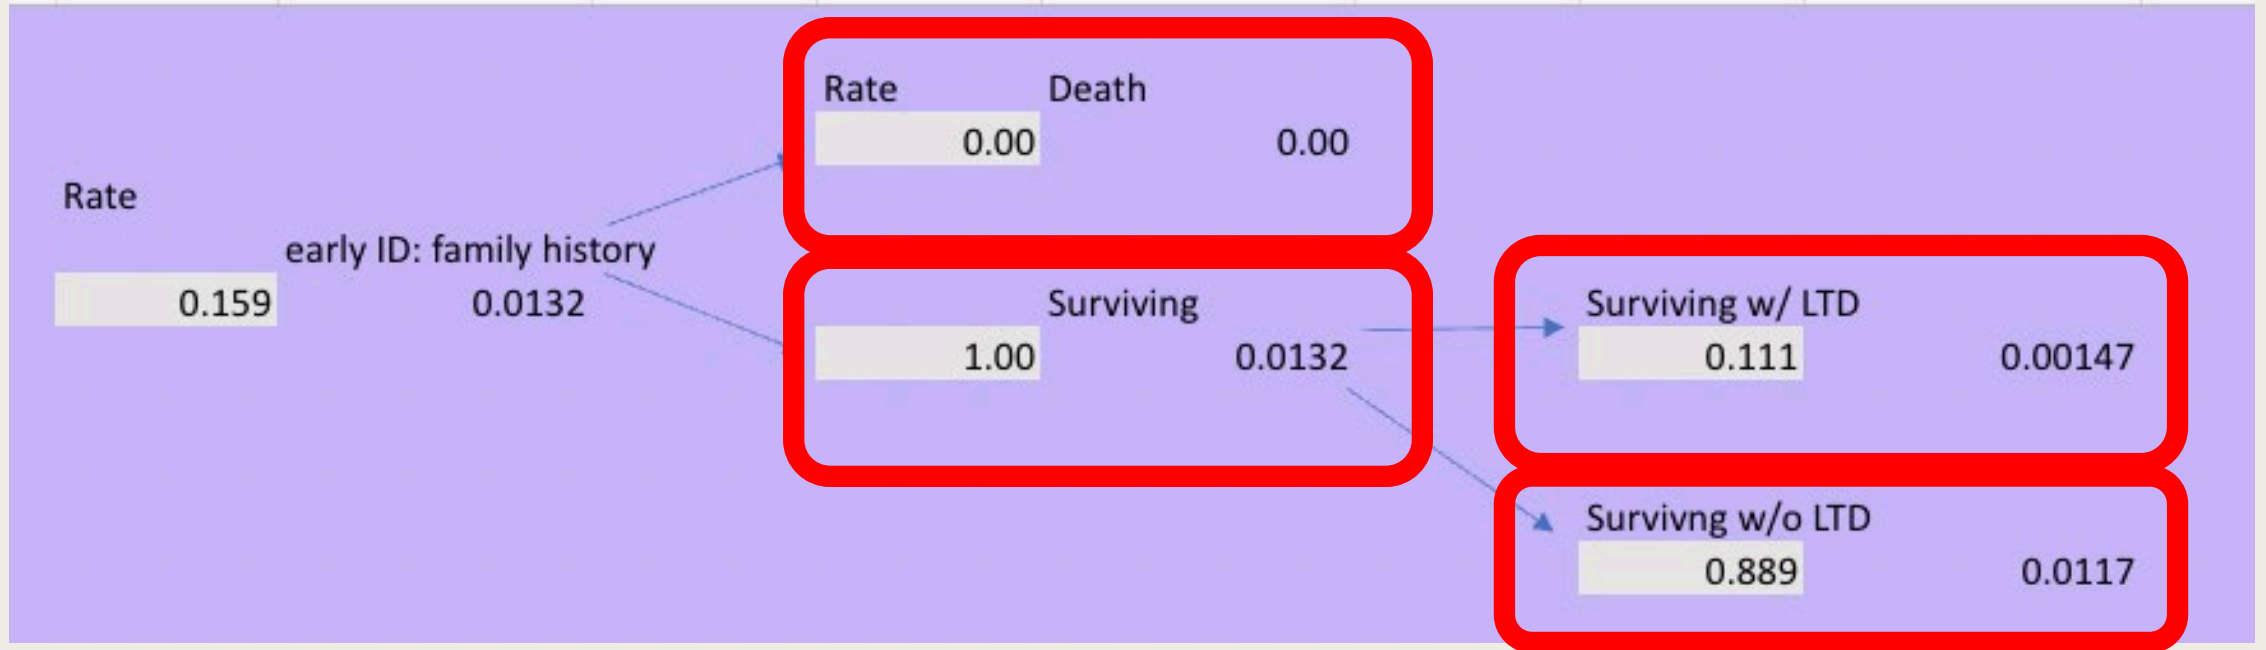 Rate Death
0.00 0.00
Rate
early ID: family history
0.159 0.0132
Surviving
1.00 0.0132
Surviving w/ LTD
0.111 0.00147
Survivng w/o LTD
0.889 0.0117